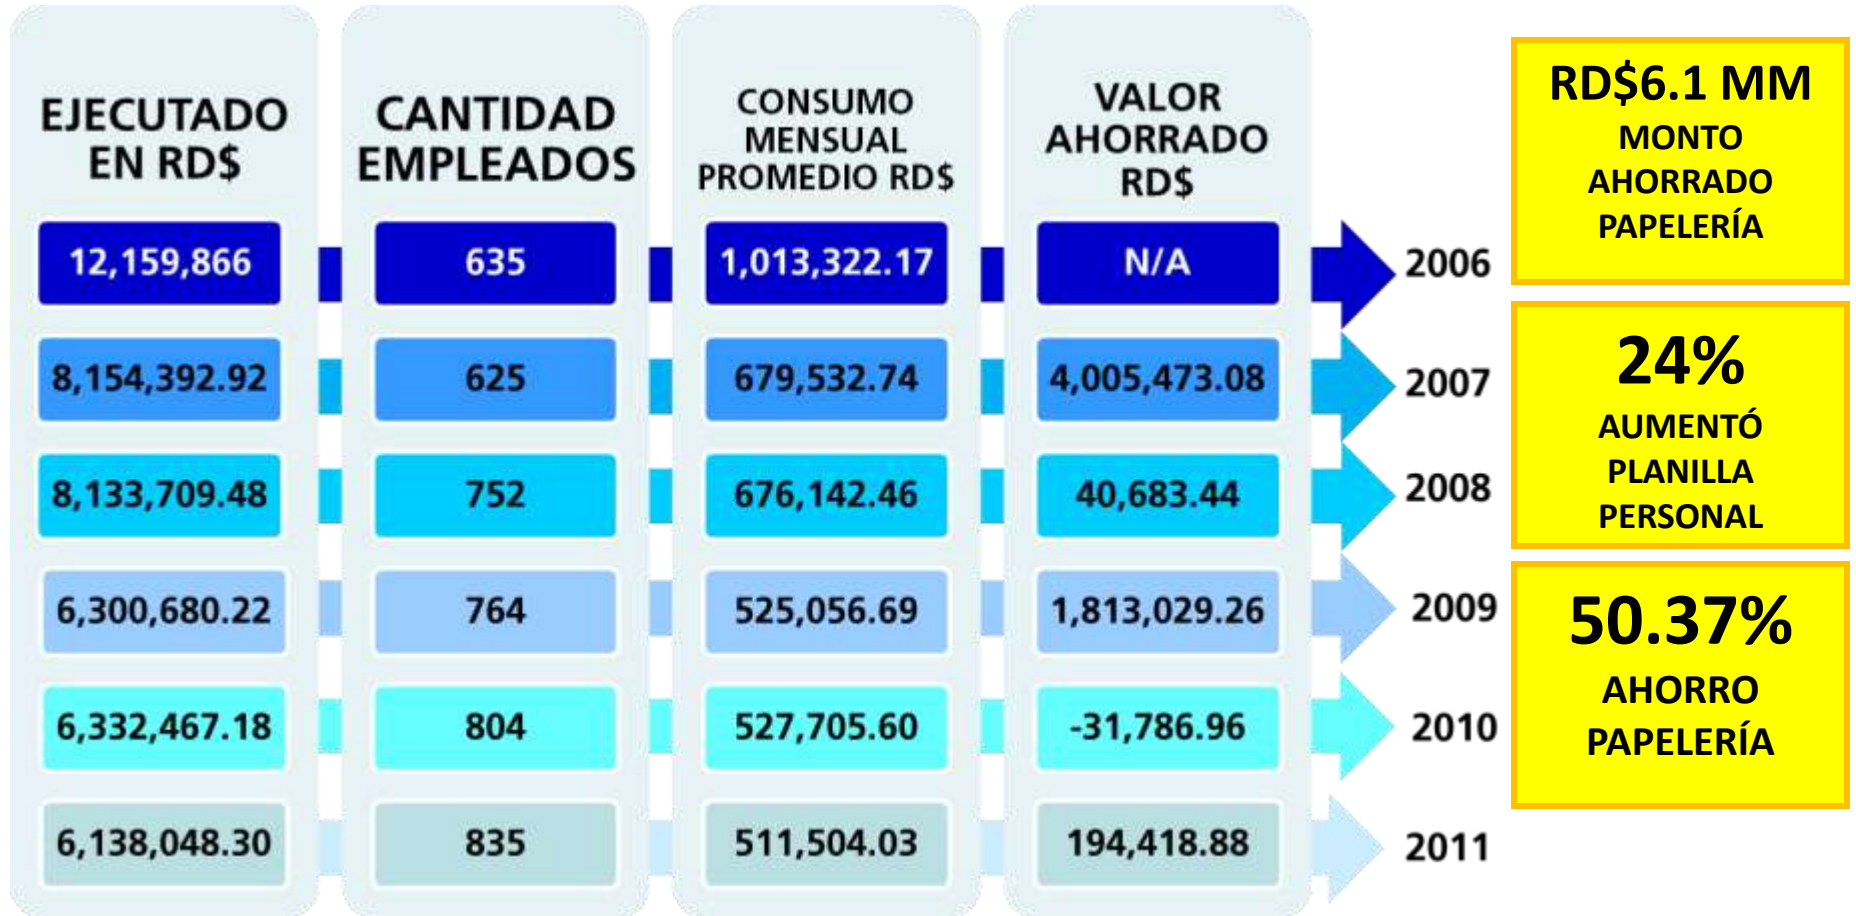 EJECUTADO
EN RD$
CANTIDAD
EMPLEADOS
CONSUMO
MENSUAL
PROMEDIO RD$
VALOR
AHORRADO
RD$
12,159,866 635 1,013,322.17 N/A 2006
8,154,392.92 625 679,532.74 4,005,473.08 2007
8,133,709.48 752 676,142.46 40,683.44 2008
6,300,680.22 764 525,056.69 1,813,029.26 2009
6,332,467.18 804 527,705.60 -31,786.96 2010
6,138,048.30 835 511,504.03 194,418.88 2011
RD$6.1 MM
MONTO
AHORRADO
PAPELERÍA
24%
AUMENTÓ
PLANILLA
PERSONAL
50.37%
AHORRO
PAPELERÍA